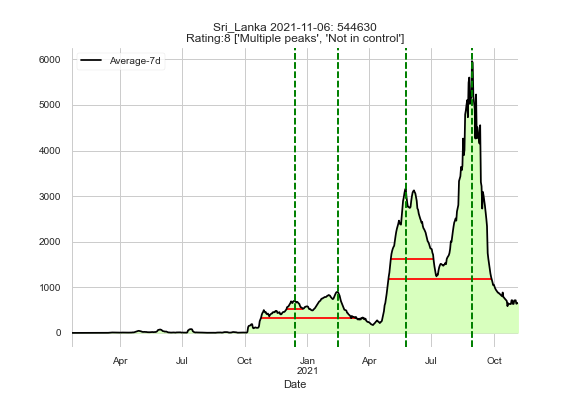 Sri_Lanka 2021-11-06: 544630
Rating:8 ['Multiple peaks', 'Not in control']
Average-7d
6000
5000
4000
3000
2000
1000
0
Apr Jul Oct Jan Apr Jul Oct
2021
Date